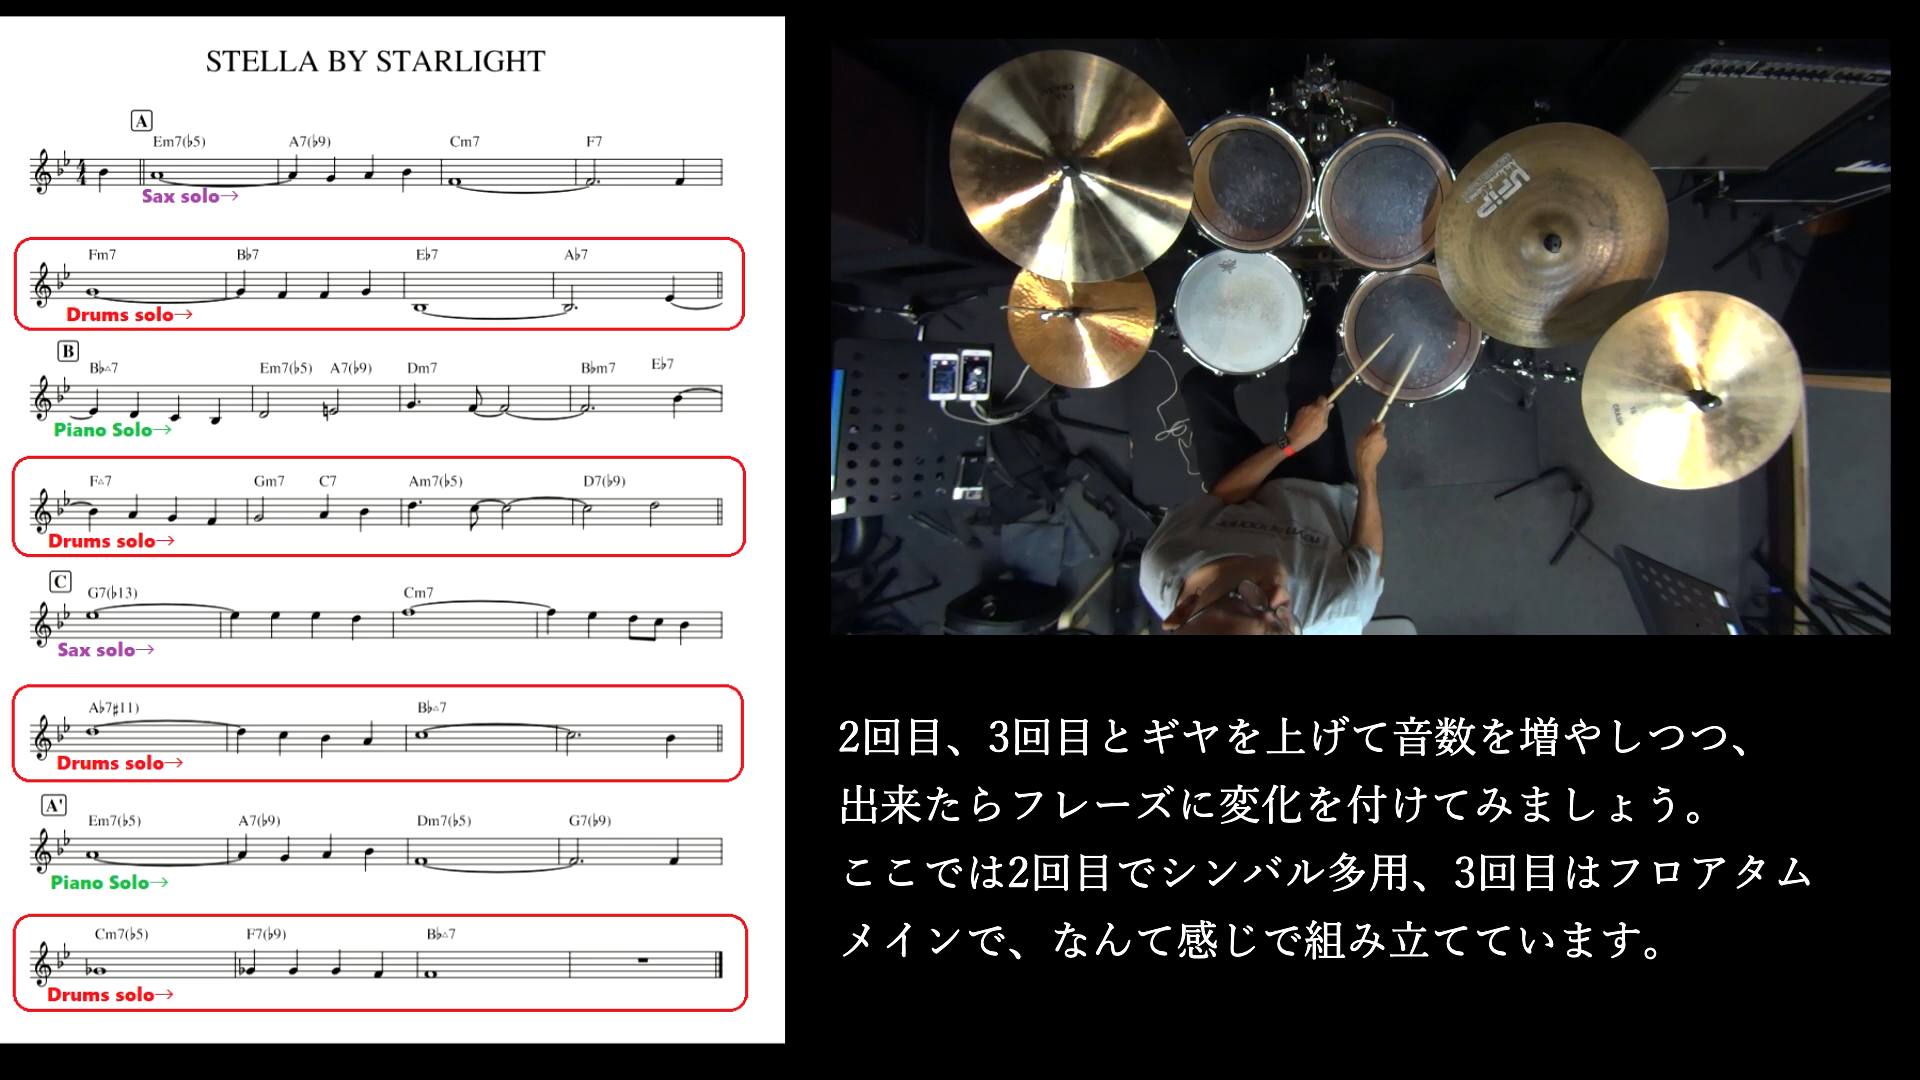 STELLA BY STARLIGHT
A
Em7(♭5) A7(♭9) Cm7 F7
Sax solo→
Fm7 B♭7 E♭7 A♭7
Drums solo→
B
B♭△7 Em7(♭5) A7(♭9) Dm7 B♭m7 E♭7
Piano Solo→
F△7 Gm7 C7 Am7(♭5) D7(♭9)
Drums solo→
C
G7(♭13) Cm7
Sax solo→
A♭7♯11) B♭△7
Drums solo→
A'
Em7(♭5) A7(♭9) Dm7(♭5) G7(♭9)
Piano Solo→
Cm7(♭5) F7(♭9) B♭△7
Drums solo→
UFIP
CRASH
2回目、3回目とギヤを上げて音数を増やしつつ、
出来たらフレーズに変化を付けてみましょう。
ここでは2回目でシンバル多用、3回目はフロアタム
メインで、なんて感じで組み立てています。